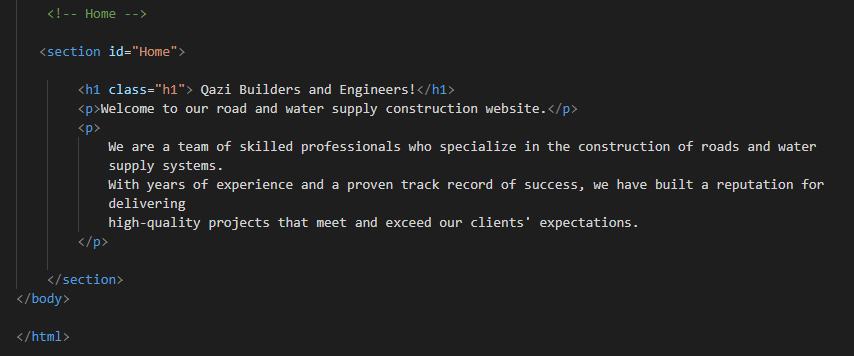 <!-- Home -->
<section id="Home">
<h1 class="h1"> Qazi Builders and Engineers!</h1>
<p>Welcome to our road and water supply construction website.</p>
<p>
We are a team of skilled professionals who specialize in the construction of roads and water
supply systems.
With years of experience and a proven track record of success, we have built a reputation for
delivering
high-quality projects that meet and exceed our clients' expectations.
</p>
</section>
</body>
</html>